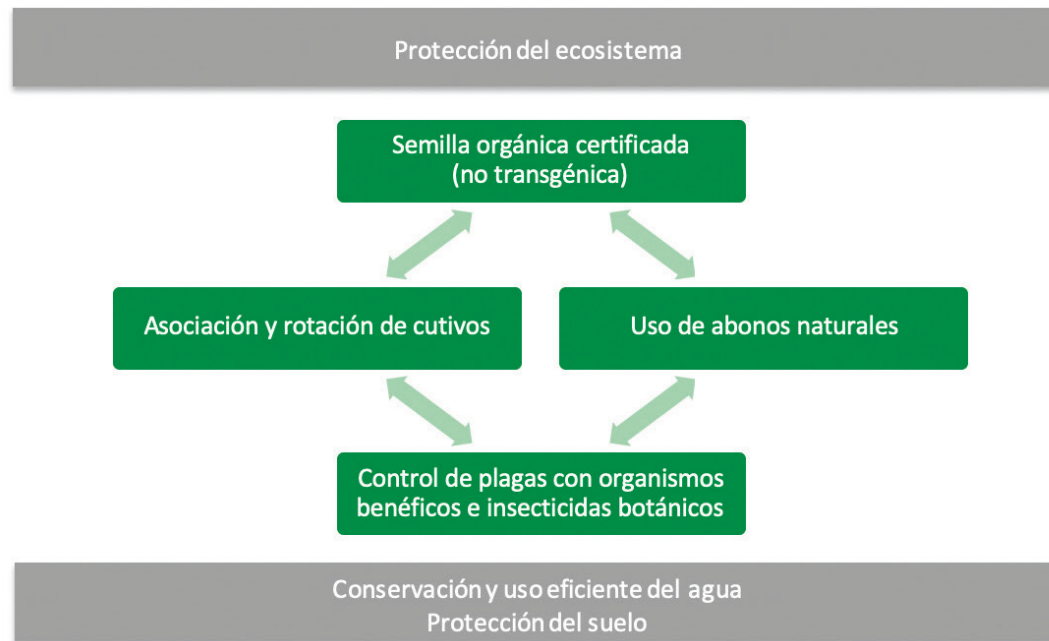 Protección del ecosistema
Semilla orgánica certificada
(no transgénica)
Asociación y rotación de cutivos
Uso de abonos naturales
Control de plagas con organismos
benéficos e insecticidas botánicos
Conservación y uso eficiente del agua
Protección del suelo